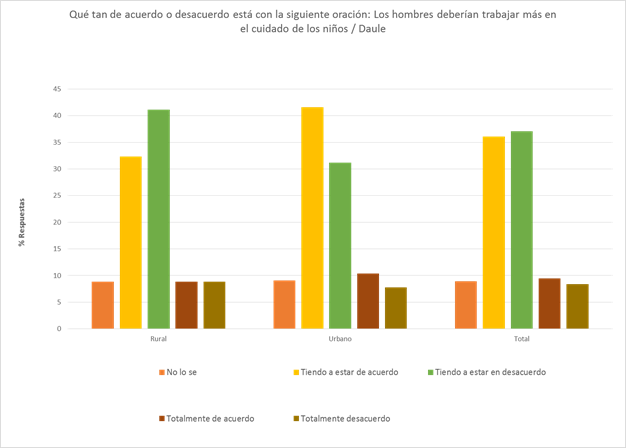 Qué tan de acuerdo o desacuerdo está con la siguiente oración: Los hombres deberían trabajar más en
el cuidado de los niños / Daule
45
40
35
30
25
20
15
10
5
0
% Respuestas
Rural Urbano Total
No lo se Tiendo a estar de acuerdo Tiendo a estar en desacuerdo
Totalmente de acuerdo Totalmente desacuerdo